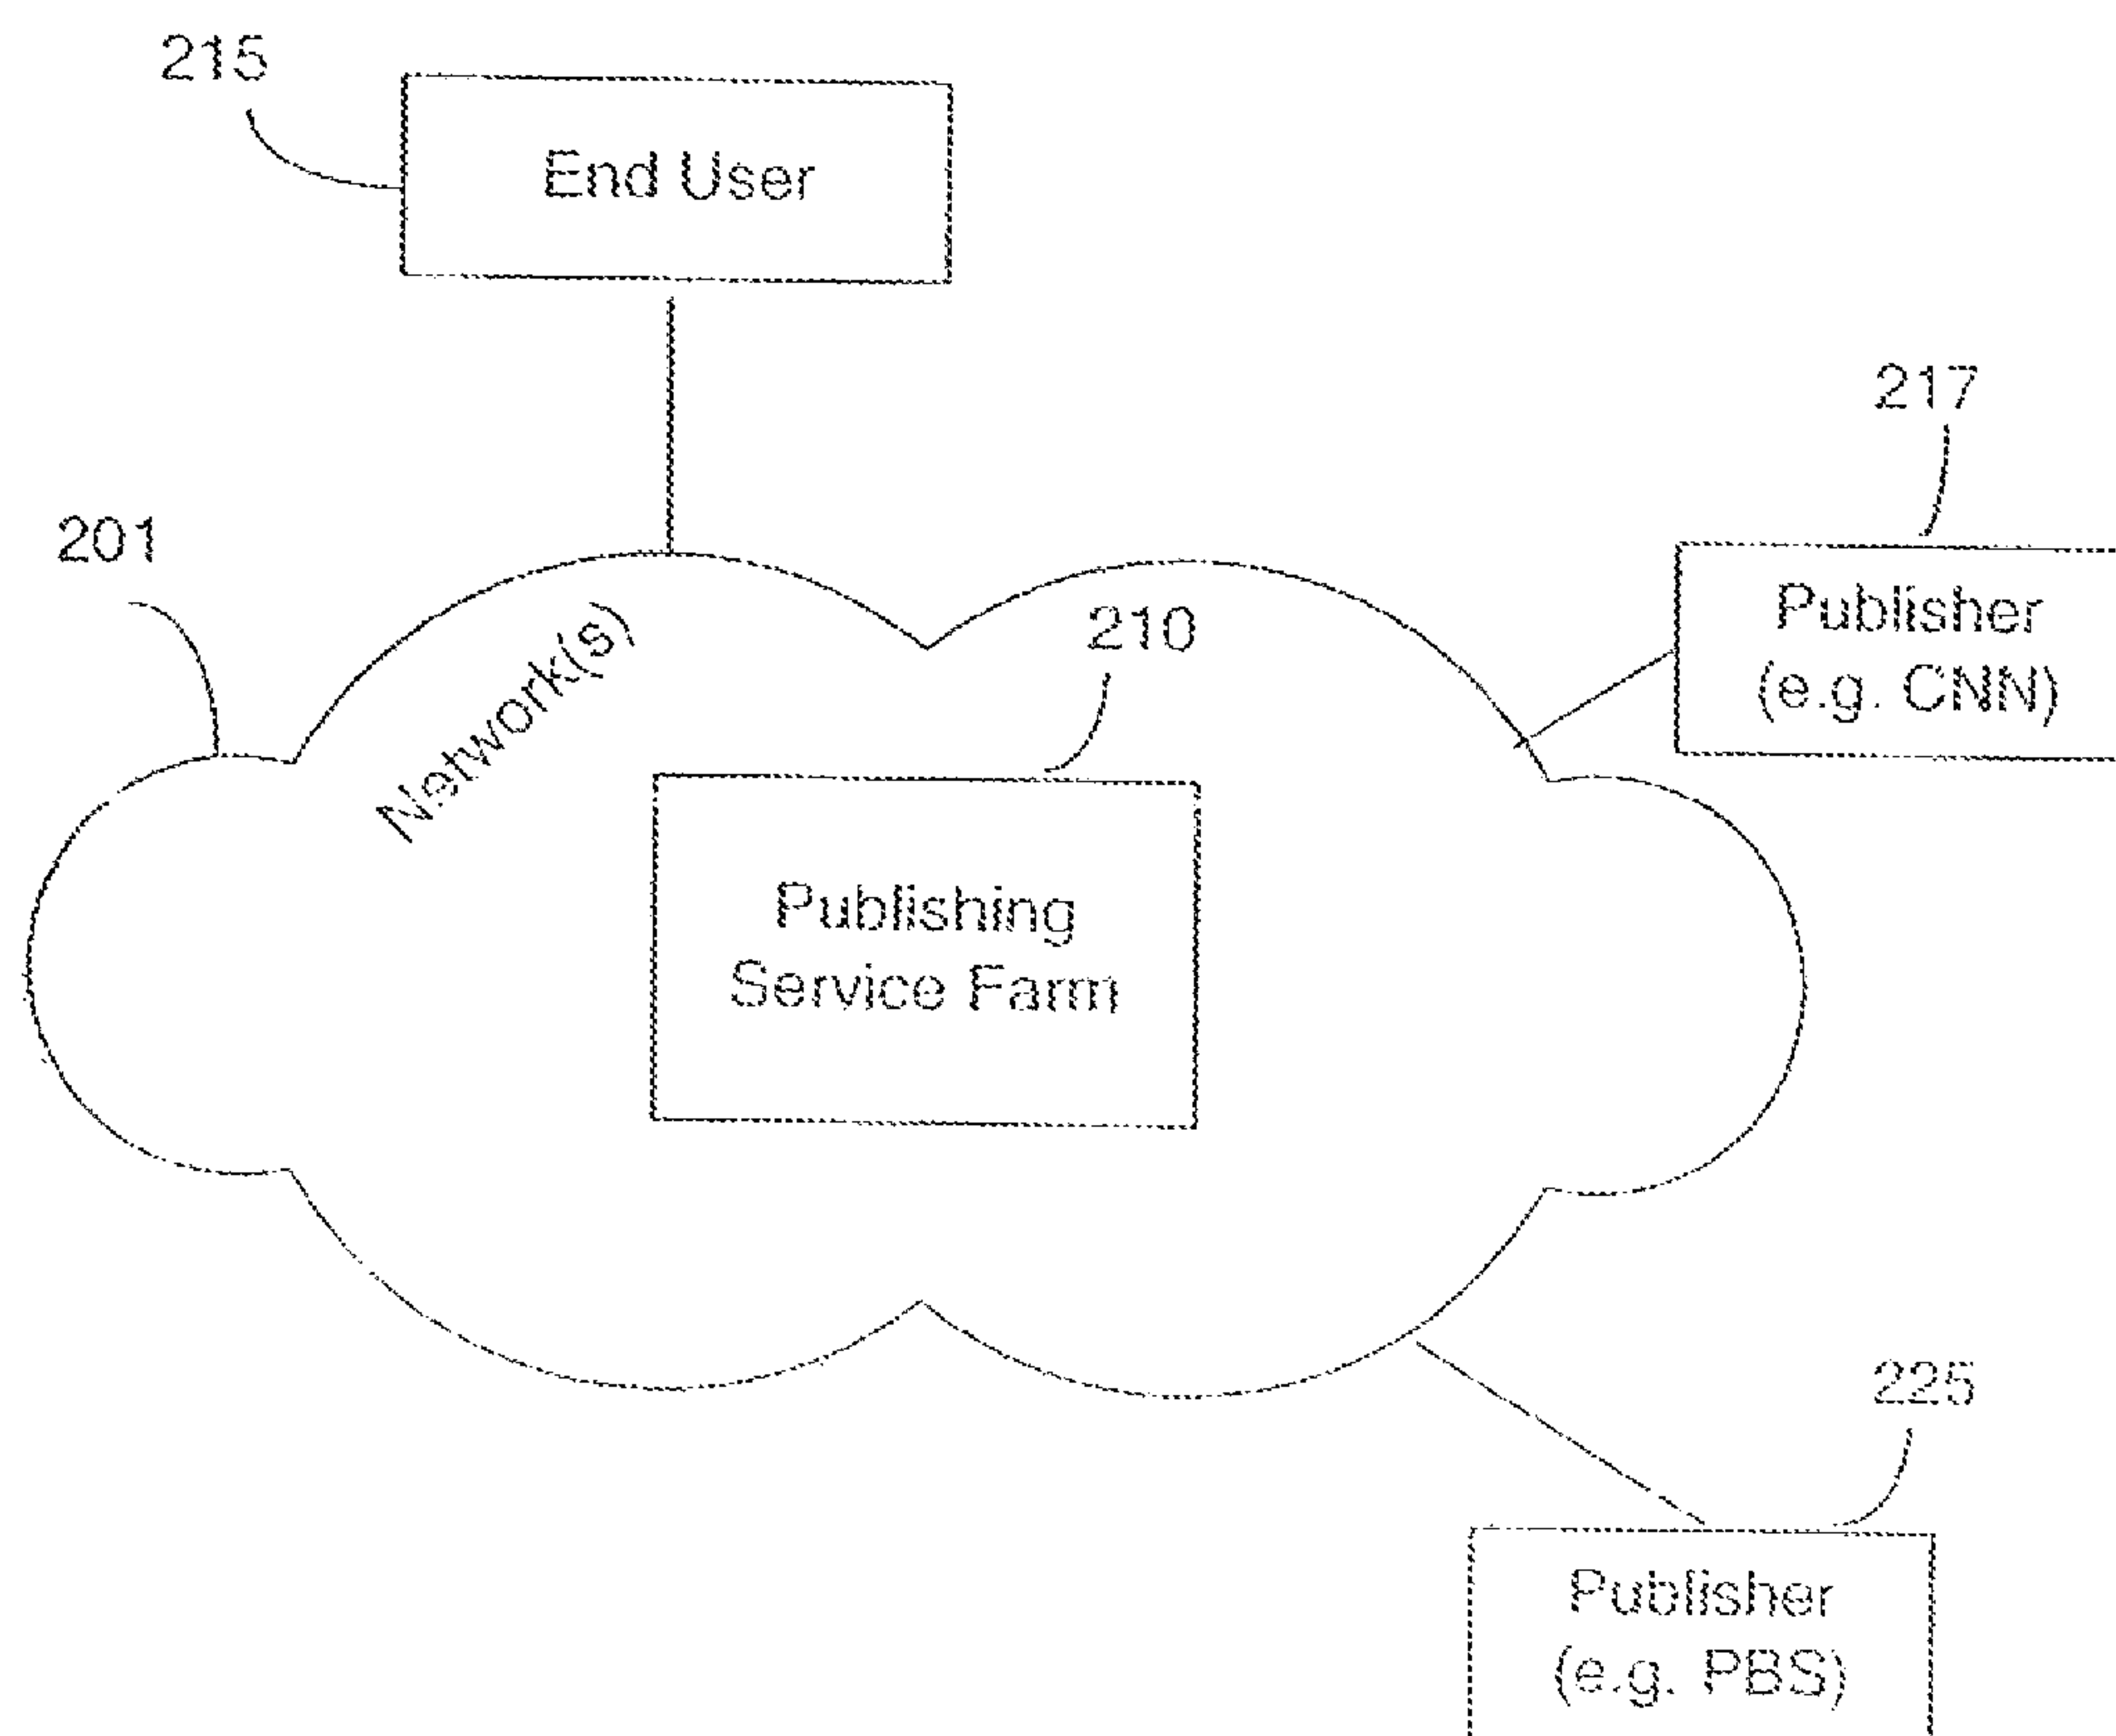 215
End User
217
201
Publisher
(e.g. CNN)
Network(s)
210
Publishing
Service Farm
225
Publisher
(e.g. PBS)